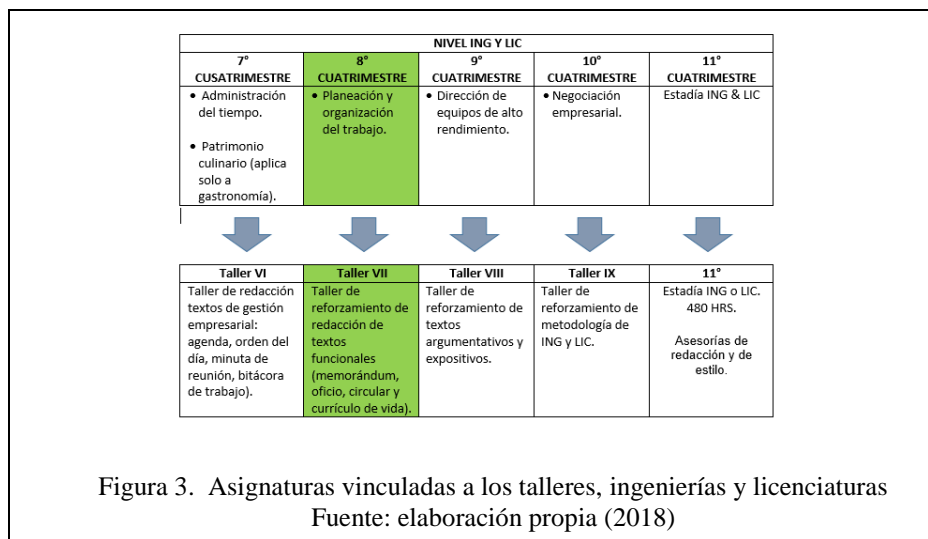 NIVEL ING Y LIC
7°
CUSATRIMESTRE
8°
CUATRIMESTRE
9°
CUATRIMESTRE
10°
CUATRIMESTRE
11°
CUATRIMESTRE
• Administración
del tiempo.
• Patrimonio
culinario (aplica
solo a
gastronomía).
• Planeación y
organización
del trabajo.
• Dirección de
equipos de alto
rendimiento.
• Negociación
empresarial.
Estadía ING & LIC
Taller VI
Taller de redacción
textos de gestión
empresarial:
agenda, orden del
día, minuta de
reunión, bitácora
de trabajo).
Taller VII
Taller de
reforzamiento de
redacción de
textos
funcionales
(memorándum,
oficio, circular y
currículo de vida).
Taller VIII
Taller de
reforzamiento de
textos
argumentativos y
expositivos.
Taller IX
Taller de
reforzamiento de
metodología de
ING y LIC.
11°
Estadía ING o LIC.
480 HRS.
Asesorías de
redacción y de
estilo.
Figura 3. Asignaturas vinculadas a los talleres, ingenierías y licenciaturas
Fuente: elaboración propia (2018)